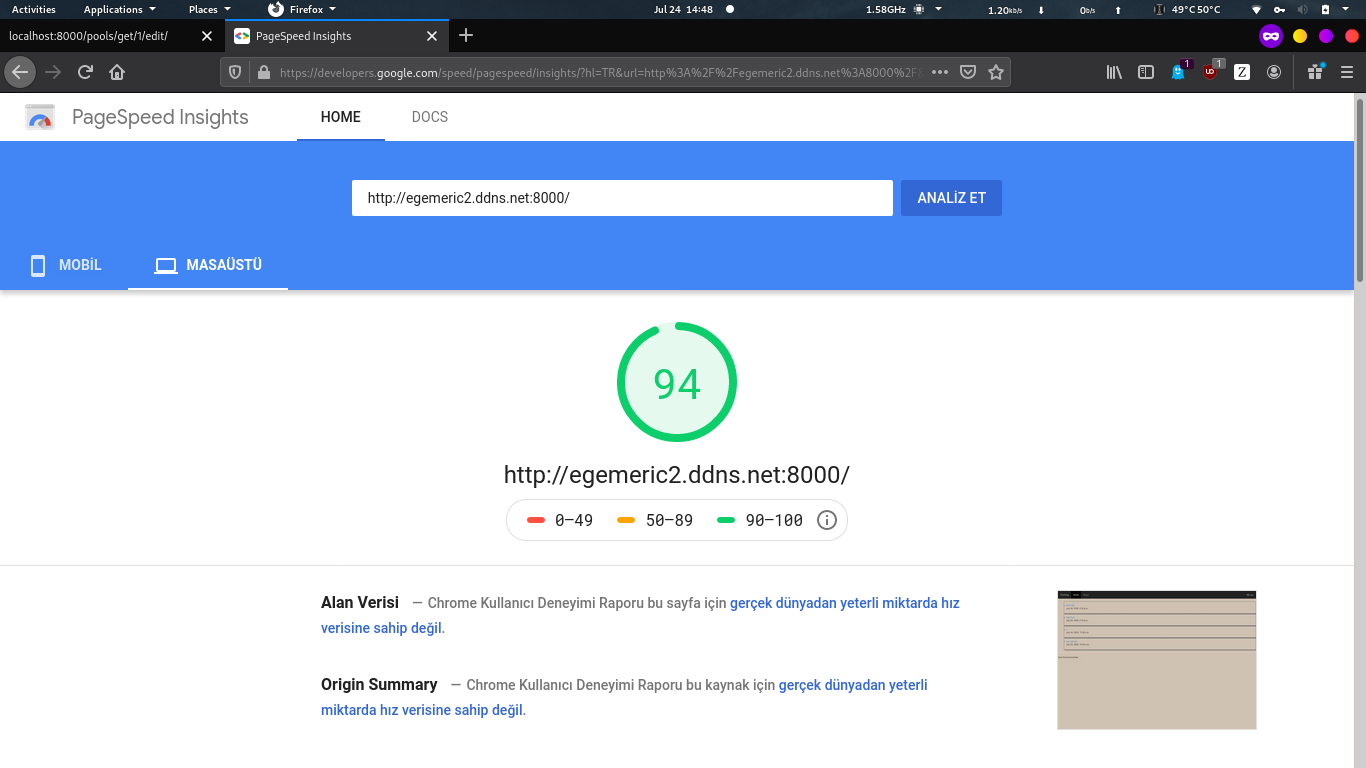 Activities Applications Places Firefox Jul 24 14:48 1.58GHz 1.20kb/s 0b/s 49°C50°C
localhost:8000/pools/get/1/edit/ PageSpeed Insights
https://developers.google.com/speed/pagespeed/insights/?hl=TR&url=http%3A%2F%2Fegemeric2.ddns.net%3A8000%2F& 1 1
PageSpeed Insights HOME DOCS
http://egemeric2.ddns.net:8000/ ANALİZ ET
MOBİL MASAÜSTÜ
94
http://egemeric2.ddns.net:8000/
0–49 50–89 90–100
Alan Verisi — Chrome Kullanıcı Deneyimi Raporu bu sayfa için gerçek dünyadan yeterli miktarda hız
verisine sahip değil.
Origin Summary — Chrome Kullanıcı Deneyimi Raporu bu kaynak için gerçek dünyadan yeterli
miktarda hız verisine sahip değil.